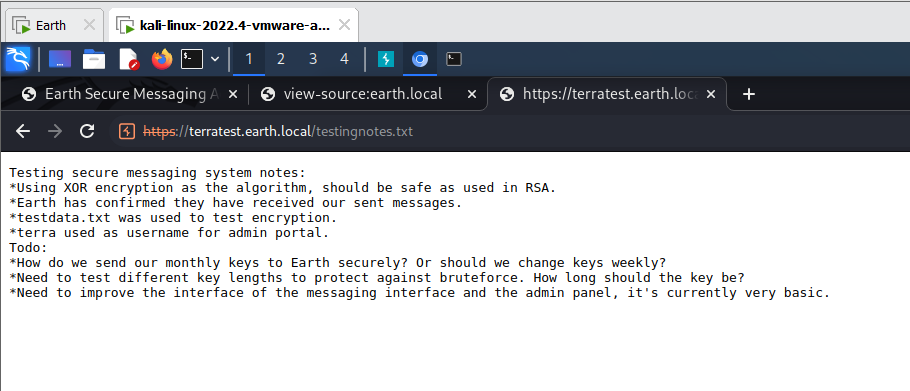 Earth
kali-linux-2022.4-vmware-a...
1 2 3 4
Earth Secure Messaging A
view-source:earth.local
https://terratest.earth.loca
https://terratest.earth.local/testingnotes.txt
Testing secure messaging system notes:
*Using XOR encryption as the algorithm, should be safe as used in RSA.
*Earth has confirmed they have received our sent messages.
*testdata.txt was used to test encryption.
*terra used as username for admin portal.
Todo:
*How do we send our monthly keys to Earth securely? Or should we change keys weekly?
*Need to test different key lengths to protect against bruteforce. How long should the key be?
*Need to improve the interface of the messaging interface and the admin panel, it's currently very basic.